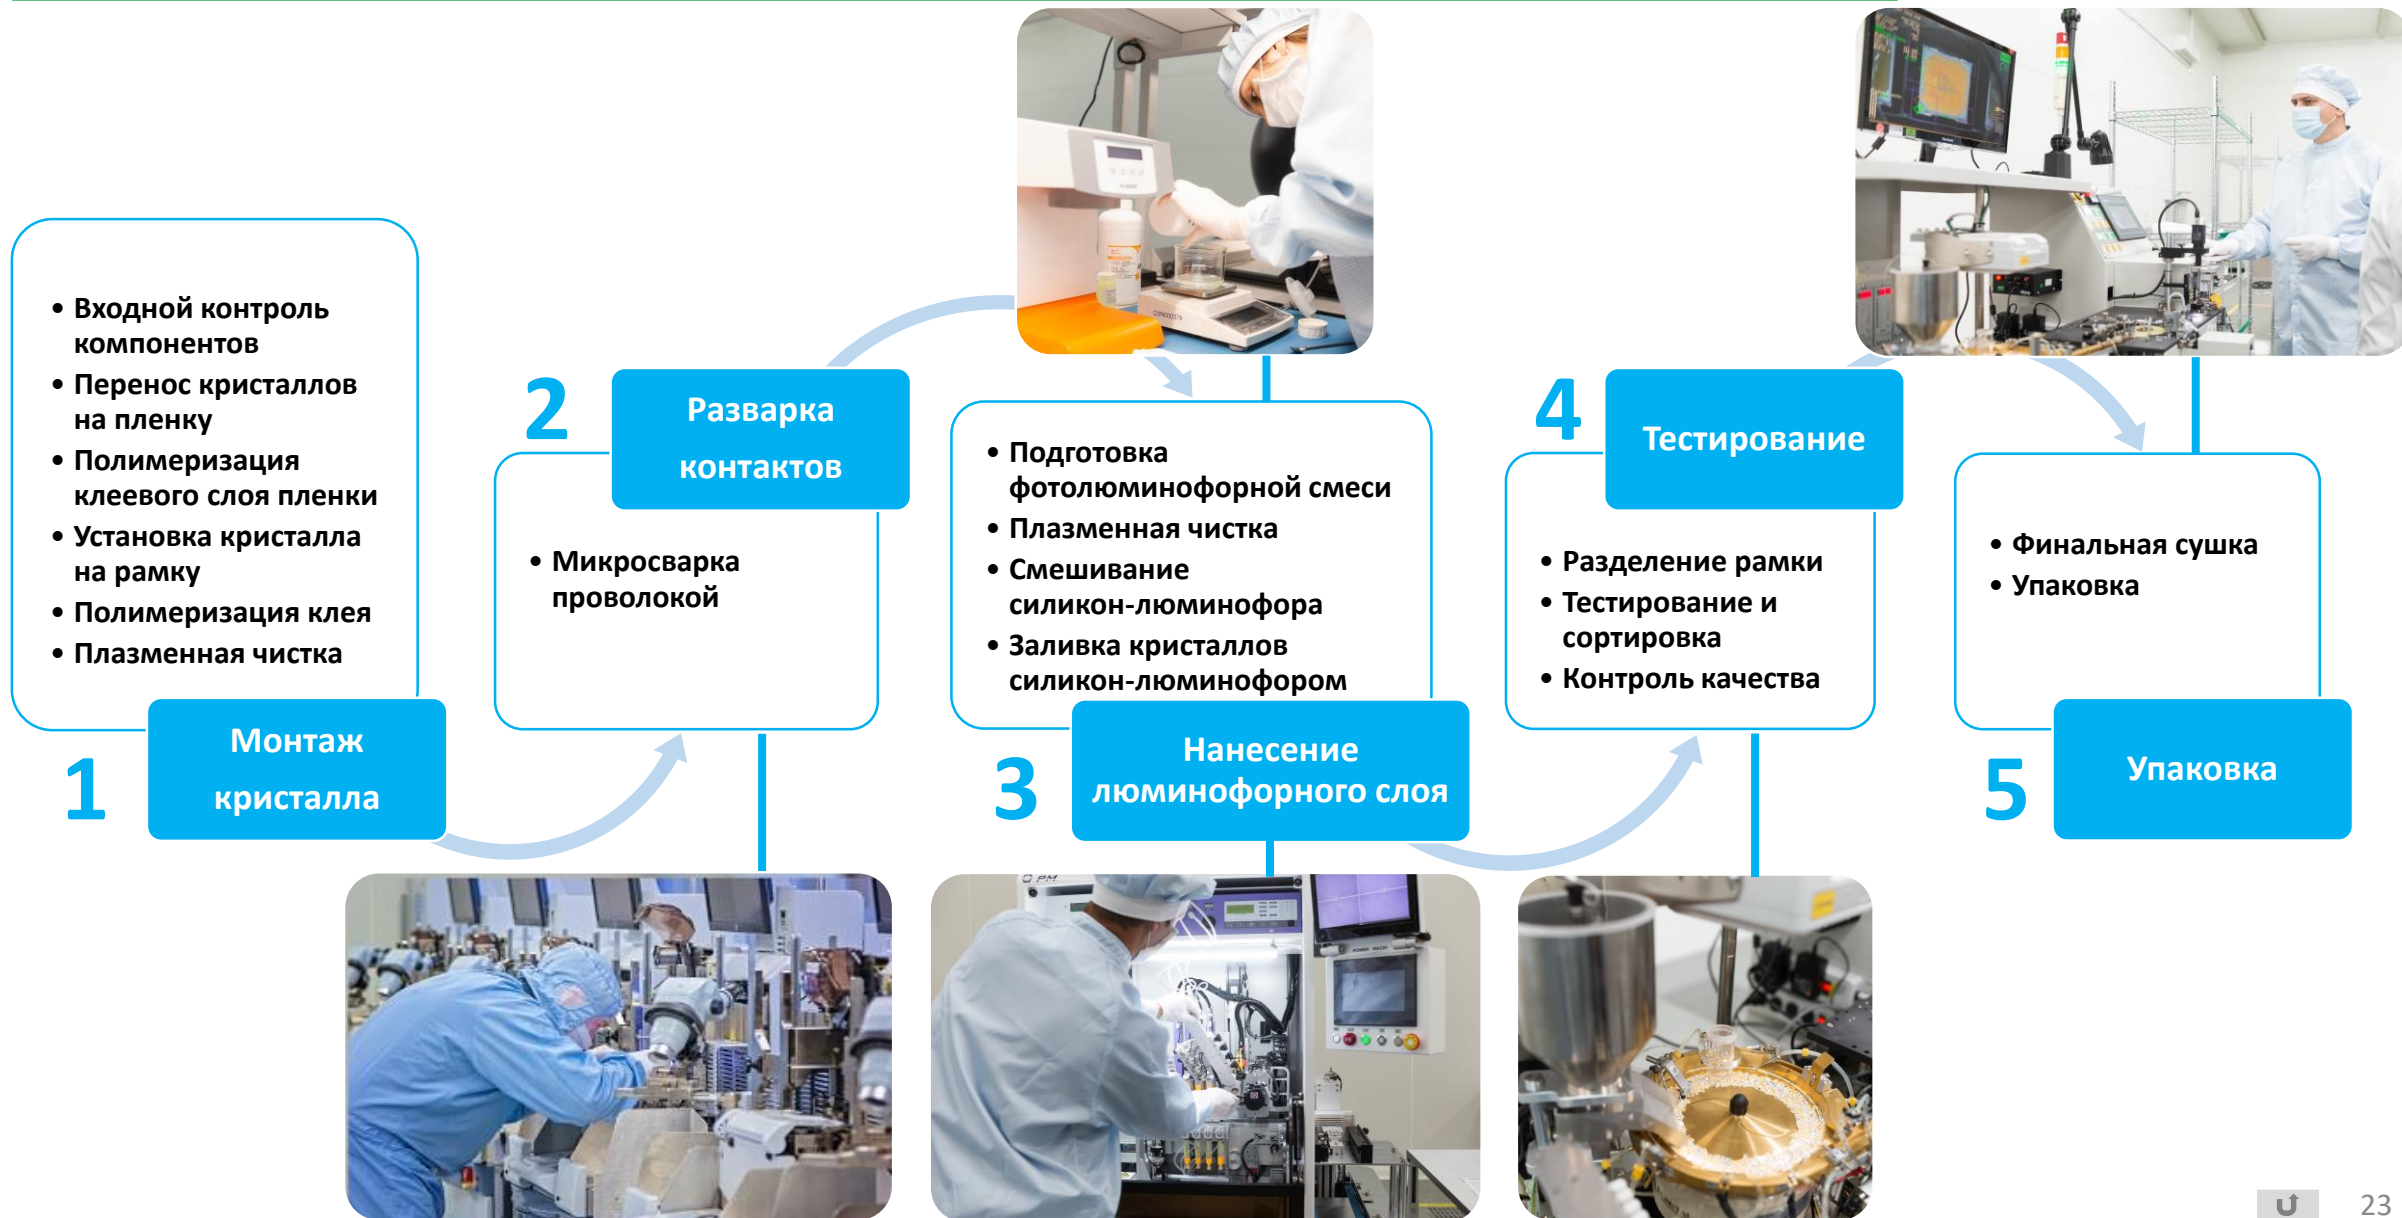 • Входной контроль
компонентов
• Перенос кристаллов
на пленку
• Полимеризация
клеевого слоя пленки
• Установка кристалла
на рамку
• Полимеризация клея
• Плазменная чистка
1
Монтаж
кристалла
2
Разварка
контактов
• Микросварка
проволокой
• Подготовка
фотолюминофорной смеси
• Плазменная чистка
• Смешивание
силикон-люминофора
• Заливка кристаллов
силикон-люминофором
3
Нанесение
люминофорного слоя
4
Тестирование
• Разделение рамки
• Тестирование и
сортировка
• Контроль качества
• Финальная сушка
• Упаковка
5
Упаковка
PM
POWER MACH
23